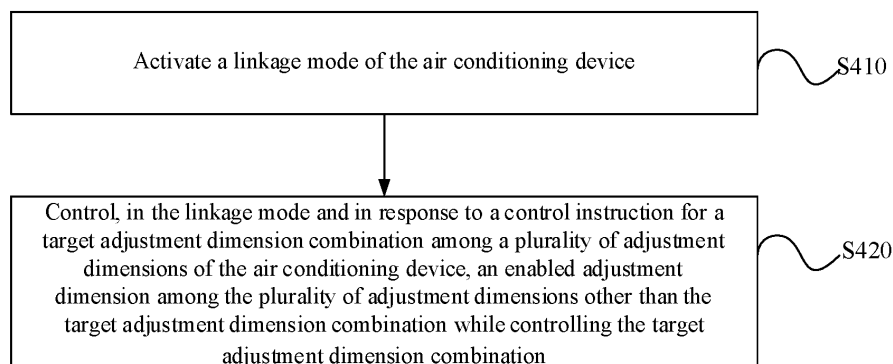 Activate a linkage mode of the air conditioning device
S410
Control, in the linkage mode and in response to a control instruction for a
target adjustment dimension combination among a plurality of adjustment
dimensions of the air conditioning device, an enabled adjustment
dimension among the plurality of adjustment dimensions other than the
target adjustment dimension combination while controlling the target
adjustment dimension combination
S420